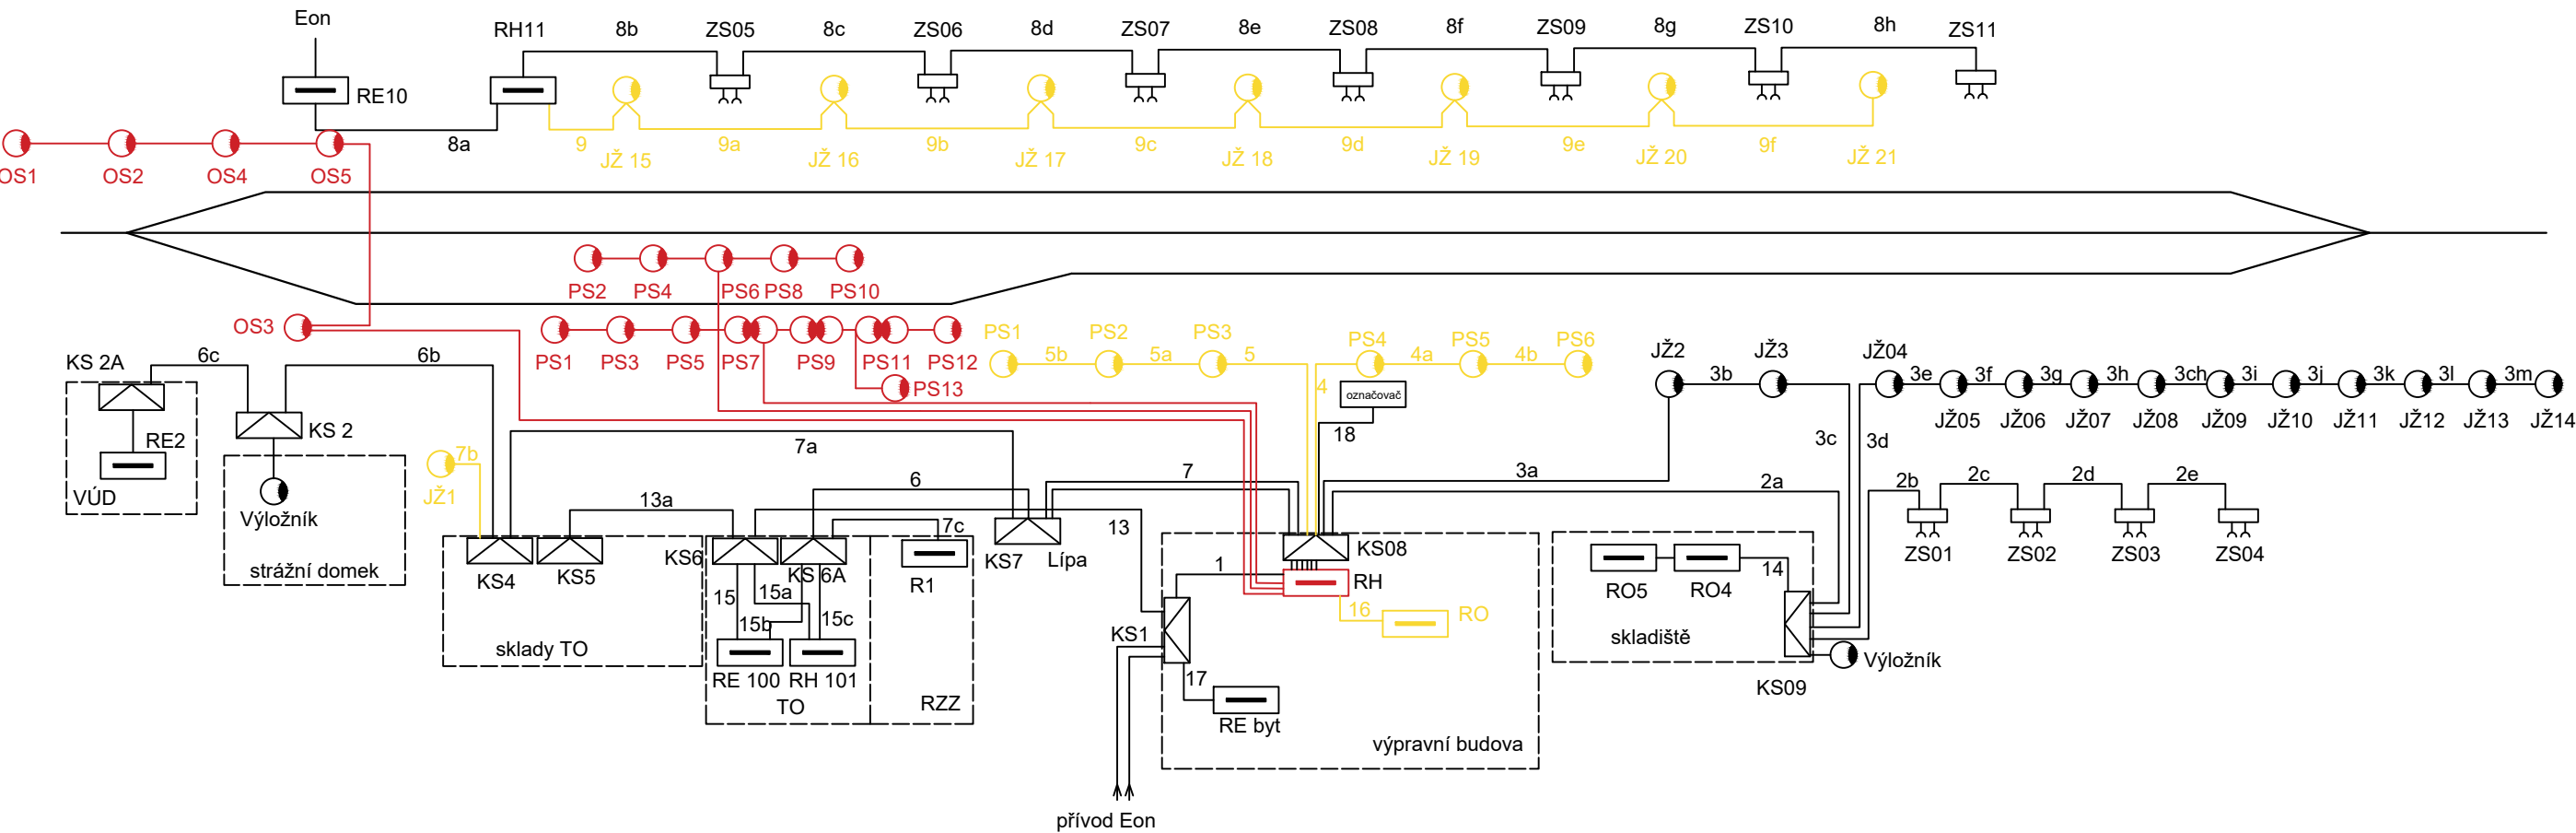 Eon
RH11
8b
ZS05
8c
ZS06
8d
ZS07
8e
ZS08
8f
ZS09
8g
ZS10
8h
ZS11
RE10
8a
9
JŽ 15
9a
JŽ 16
9b
JŽ 17
9c
JŽ 18
9d
JŽ 19
9e
JŽ 20
9f
JŽ 21
OS1
OS2
OS4
OS5
PS2
PS4
PS6
PS8
PS10
OS3
PS1
PS3
PS5
PS7
PS9
PS11
PS12
PS13
PS1
5b
PS2
5a
PS3
5
4
PS4
4a
PS5
4b
PS6
označovač
18
JŽ2
3b
JŽ3
3c
3d
JŽ04
3e
3f
3g
3h
3ch
3i
3j
3k
3l
3m
JŽ05
JŽ06
JŽ07
JŽ08
JŽ09
JŽ10
JŽ11
JŽ12
JŽ13
JŽ14
KS 2A
6c
6b
KS 2
RE2
VÚD
Výložník
strážní domek
7b
JŽ1
7a
6
7
3a
2a
2b
2c
2d
2e
ZS01
ZS02
ZS03
ZS04
13a
13
7c
KS4
KS5
sklady TO
KS6
KS 6A
R1
KS7
Lípa
15
15a
15b
15c
RE 100
RH 101
TO
RZZ
1
KS08
RH
16
RO
KS1
17
RE byt
výpravní budova
přívod Eon
RO5
RO4
14
skladiště
KS09
Výložník